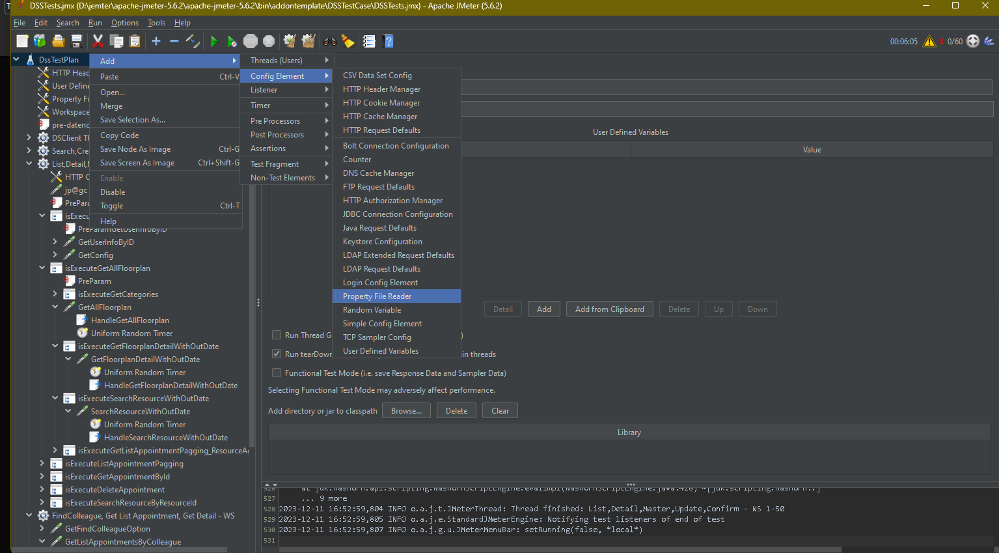 DSSTests.jmx (D:\jemter\apache-jmeter-5.6.2\apache-jmeter-5.6.2\bin\addontemplate\DSSTestCase\DSSTests.jmx) - Apache JMeter (5.6.2)
File Edit Search Run Options Tools Help
00:06:05 8 0/60
DssTestPlan
HTTP Head
User Define
Property Fi
Workspace
pre-datend
DSClient Th
Search,Crea
List,Detail,M
HTTP C
jp@gc
PrePara
isExecu
PreParamGetUserInfoByID
GetUserInfoByID
GetConfig
isExecuteGetAllFloorplan
PreParam
isExecuteGetCategories
GetAllFloorplan
HandleGetAllFloorplan
Uniform Random Timer
isExecuteGetFloorplanDetailWithOutDate
GetFloorplanDetailWithOutDate
Uniform Random Timer
HandleGetFloorplanDetailWithOutDate
isExecuteSearchResourceWithOutDate
SearchResourceWithOutDate
Uniform Random Timer
HandleSearchResourceWithOutDate
isExecuteGetListAppointmentPagging_ResourceAg
isExecuteListAppointmentPagging
isExecuteGetAppointmentById
isExecuteDeleteAppointment
isExecuteSearchResourceByResourceId
FindColleague, Get List Appointment, Get Detail - WS
GetFindColleagueOption
GetListAppointmentsByColleague
Add
Paste Ctrl-V
Open...
Merge
Save Selection As...
Copy Code
Save Node As Image Ctrl-G
Save Screen As Image Ctrl+Shift-G
Enable
Disable
Toggle Ctrl-T
Help
Threads (Users)
Config Element
Listener
Timer
Pre Processors
Post Processors
Assertions
Test Fragment
Non-Test Elements
CSV Data Set Config
HTTP Header Manager
HTTP Cookie Manager
HTTP Cache Manager
HTTP Request Defaults
Bolt Connection Configuration
Counter
DNS Cache Manager
FTP Request Defaults
HTTP Authorization Manager
JDBC Connection Configuration
Java Request Defaults
Keystore Configuration
LDAP Extended Request Defaults
LDAP Request Defaults
Login Config Element
Property File Reader
Random Variable
Simple Config Element
TCP Sampler Config
User Defined Variables
User Defined Variables
Value
Detail Add Add from Clipboard Delete Up Down
Run Thread G )
Run tearDown in threads
Functional Test Mode (i.e. save Response Data and Sampler Data)
Selecting Functional Test Mode may adversely affect performance.
Add directory or jar to classpath Browse... Delete Clear
Library
526 at jdk.nashorn.api.scripting.NashornScriptEngine.evalImpl(NashornScriptEngine.java:426) ~[jdk.scripting.nashorn:?]
527 ... 9 more
528 2023-12-11 16:52:59,804 INFO o.a.j.t.JMeterThread: Thread finished: List,Detail,Master,Update,Confirm - WS 1-50
529 2023-12-11 16:52:59,805 INFO o.a.j.e.StandardJMeterEngine: Notifying test listeners of end of test
530 2023-12-11 16:52:59,807 INFO o.a.j.g.u.JMeterMenuBar: setRunning(false, *local*)
531